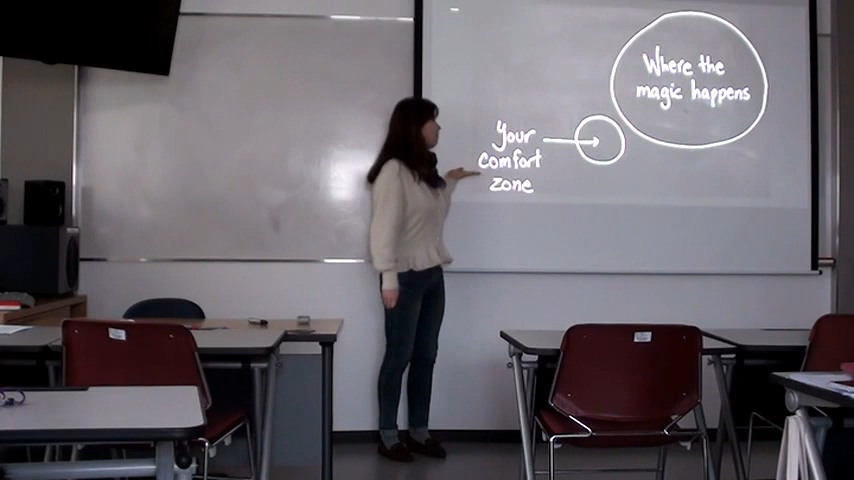 Where the
magic happens
Your
comfort
zone